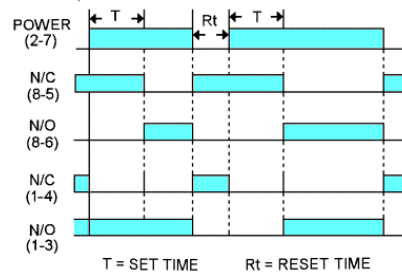 T Rt T
POWER
(2-7)
N/C
(8-5)
N/O
(8-6)
N/C
(1-4)
N/O
(1-3)
T = SET TIME Rt = RESET TIME